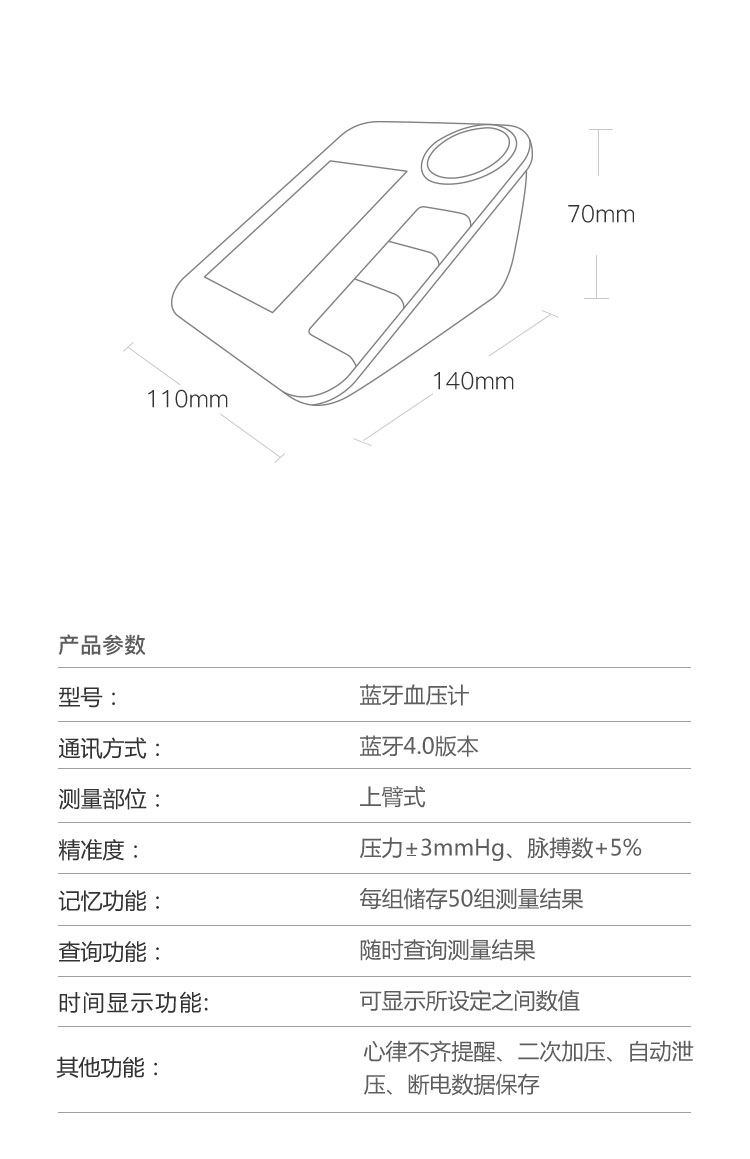 70mm
140mm
110mm
产品参数
型号： 蓝牙血压计
通讯方式： 蓝牙4.0版本
测量部位： 上臂式
精准度： 压力±3mmHg、脉搏数+5%
记忆功能： 每组储存50组测量结果
查询功能： 随时查询测量结果
时间显示功能: 可显示所设定之间数值
其他功能： 心律不齐提醒、二次加压、自动泄
压、断电数据保存